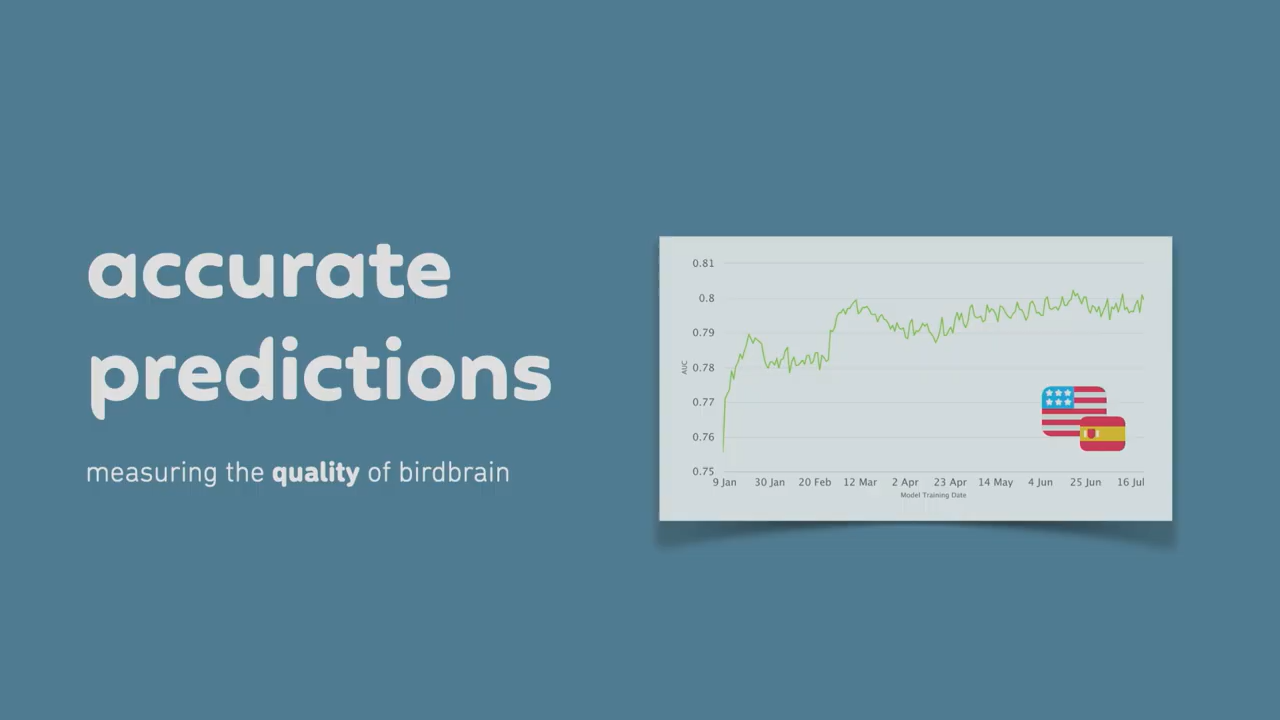 accurate
predictions
measuring the quality of birdbrain
0.81
0.8
0.79
0.78
0.77
0.76
0.75
AUC
9 Jan 30 Jan 20 Feb 12 Mar 2 Apr 23 Apr 14 May 4 Jun 25 Jun 16 Jul
Model Training Date